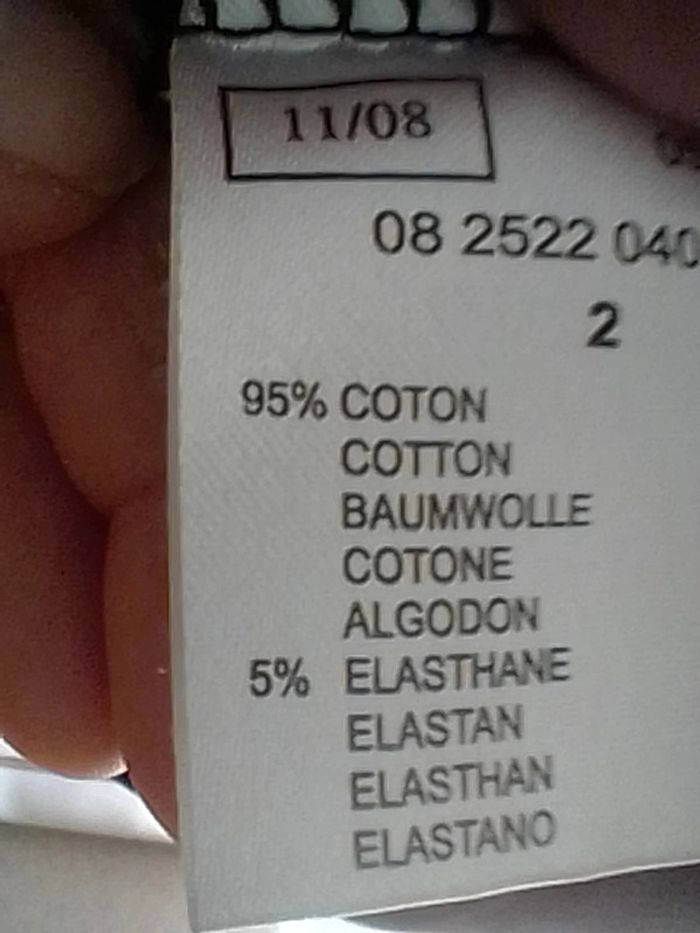 11/08
08 2522 040
2
95% COTON
COTTON
BAUMWOLLE
COTONE
ALGODON
5% ELASTHANE
ELASTAN
ELASTHAN
ELASTANO